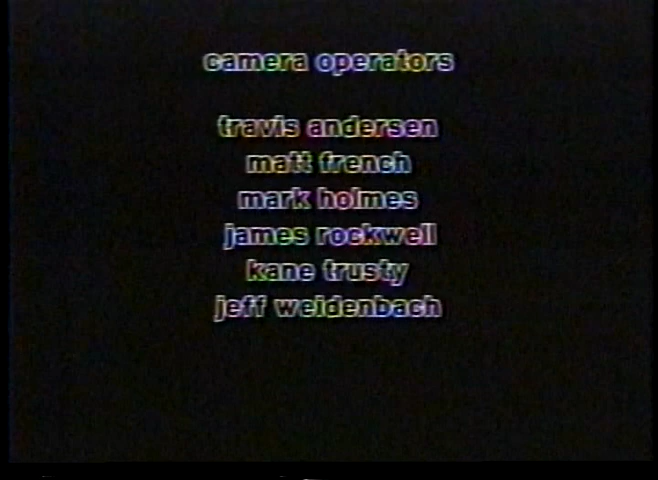 camera operators
travis andersen
matt french
mark holmes
james rockwell
kane trusty
jeff weidenbach